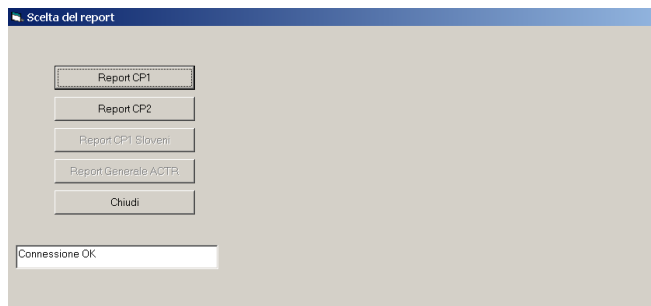 Scelta del report
Report CP1
Report CP2
Report CP1 Sloveni
Report Generale ACTR
Chiudi
Connessione OK